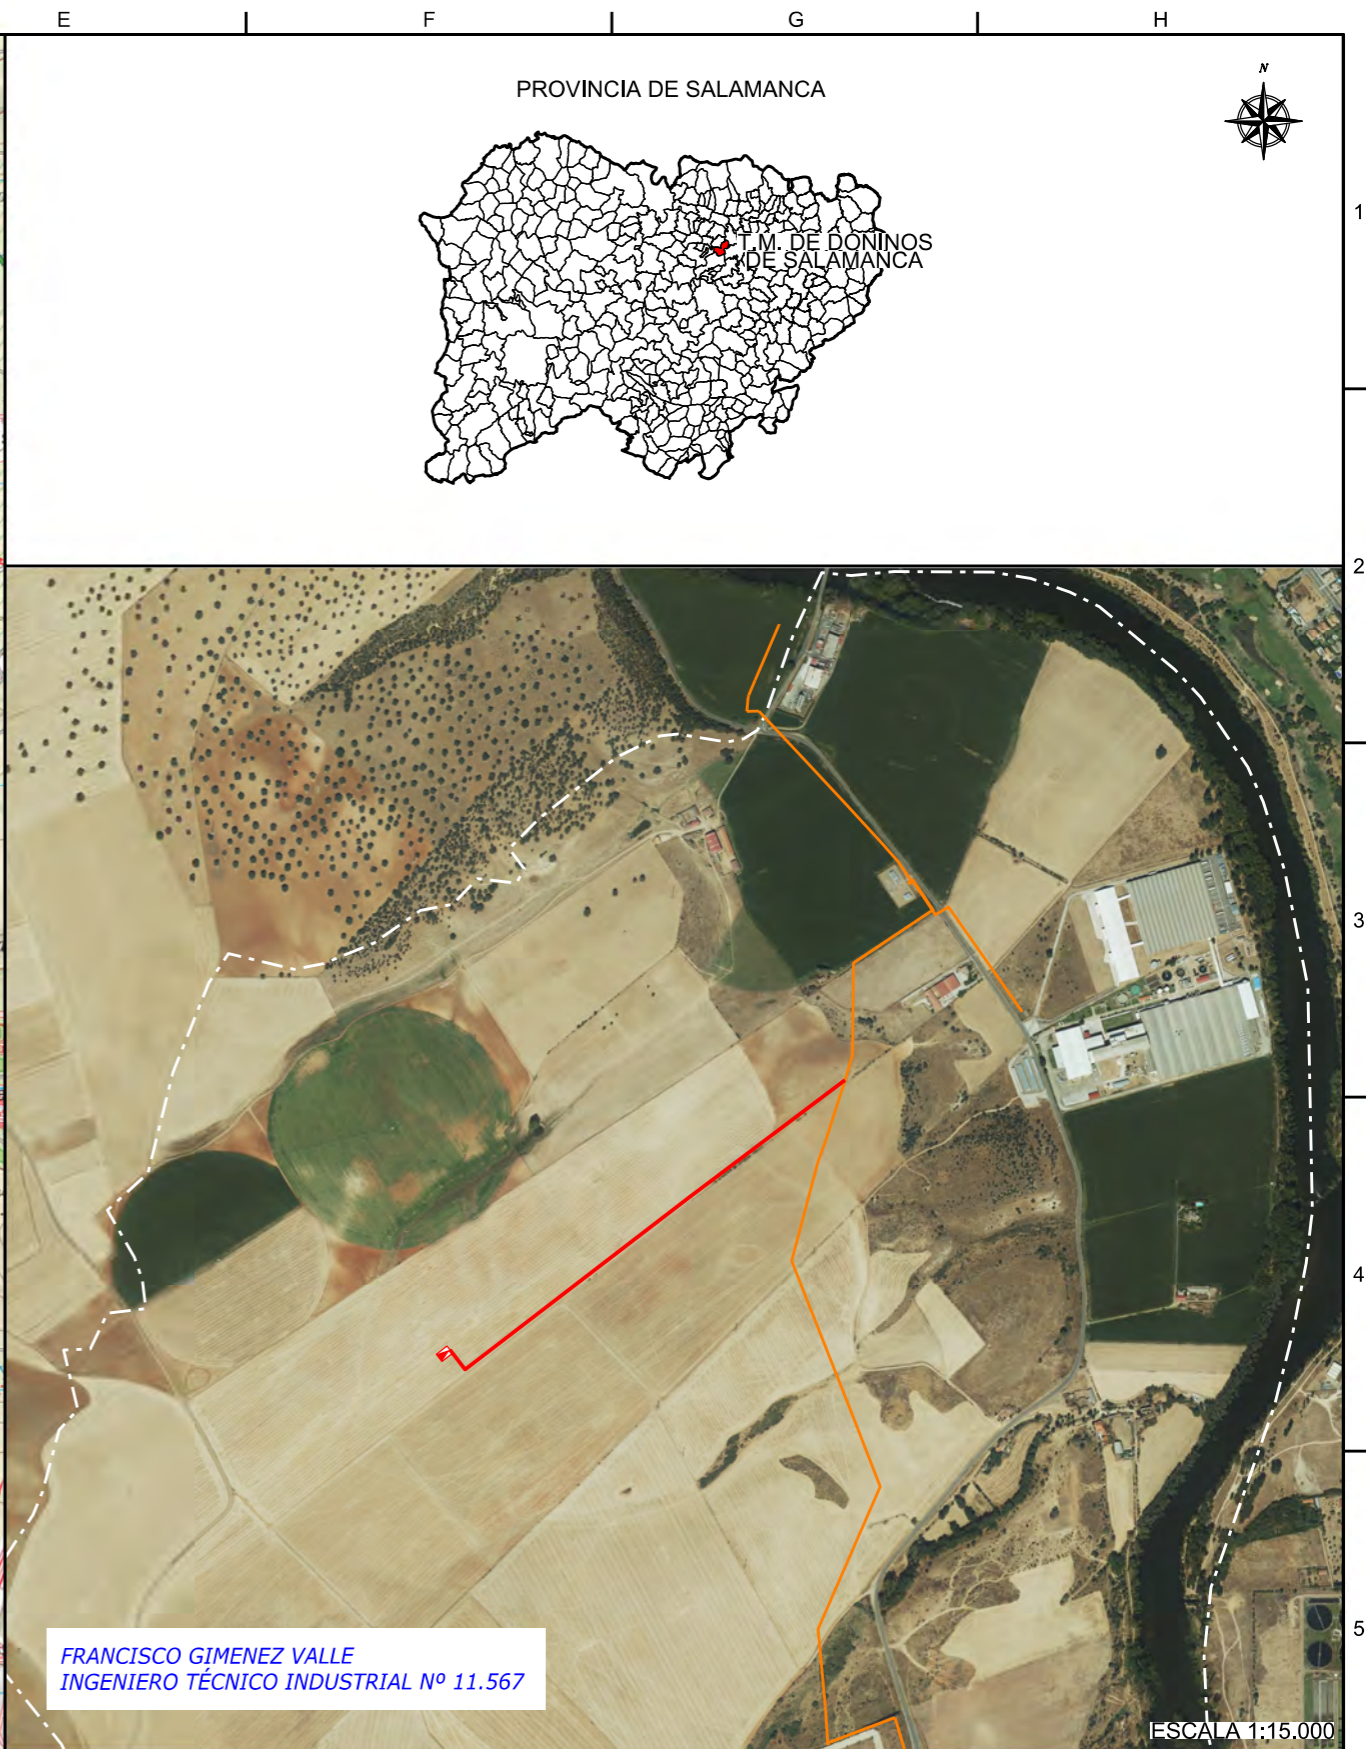 E F G H
PROVINCIA DE SALAMANCA
N
1
T.M. DE DONINOS
DE SALAMANCA
2
3
4
5
FRANCISCO GIMENEZ VALLE
INGENIERO TÉCNICO INDUSTRIAL Nº 11.567
ESCALA 1:15.000